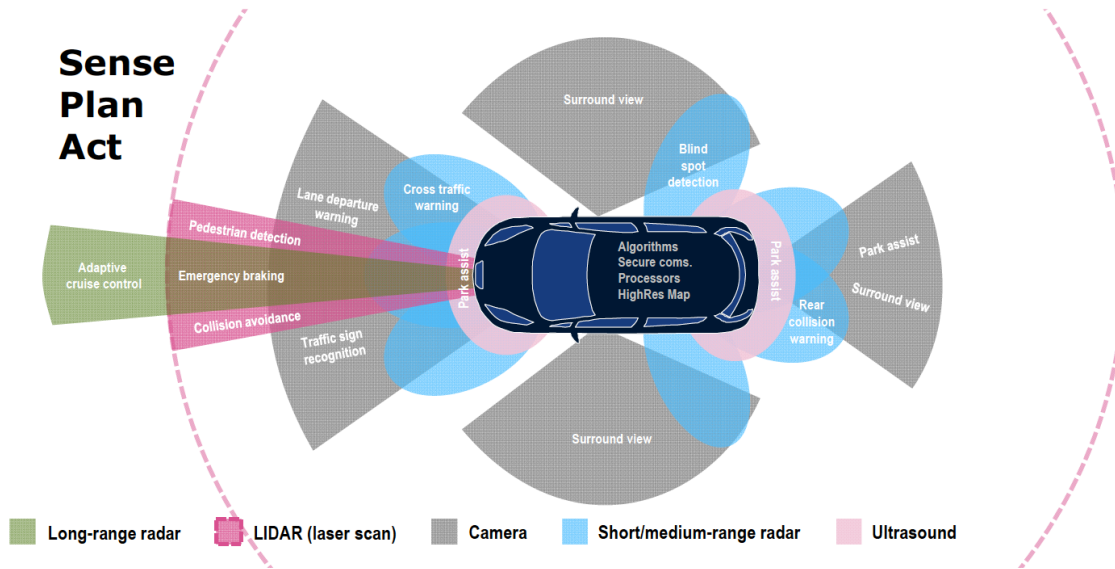 Sense
Plan
Act
Surround view
Blind
spot
detection
Lane departure
warning
Cross traffic
warning
Pedestrian detection
Adaptive
cruise control
Emergency braking
Park assist
Algorithms
Secure coms.
Processors
HighRes Map
Park assist
Park assist
Surround view
Rear
collision
warning
Collision avoidance
Traffic sign
recognition
Surround view
Long-range radar
LIDAR (laser scan)
Camera
Short/medium-range radar
Ultrasound